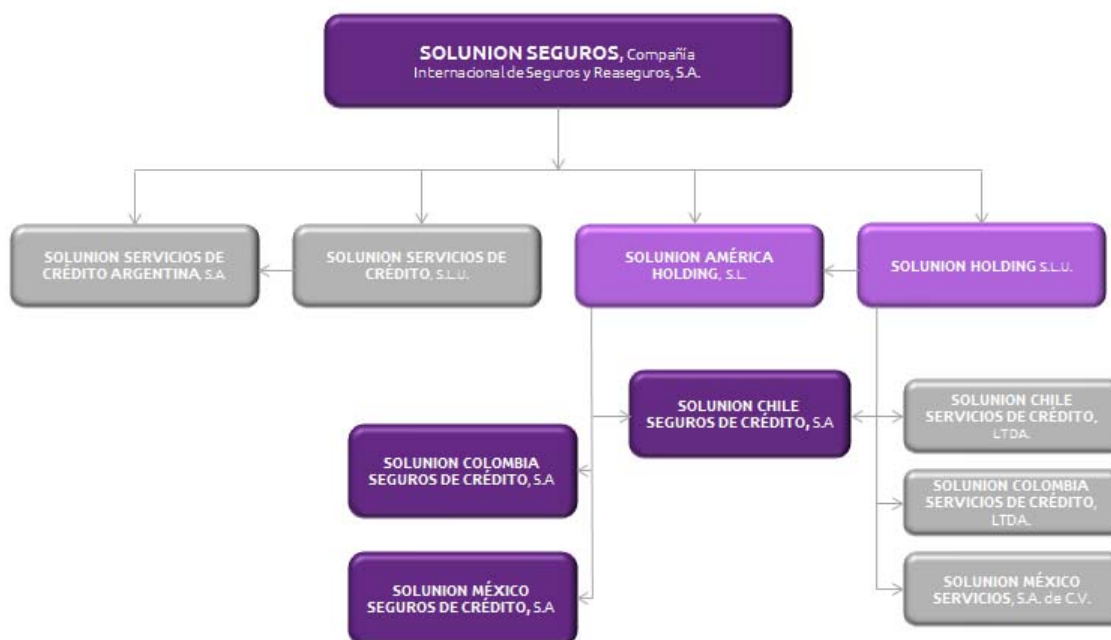 SOLUNION SEGUROS, Compañía
Internacional de Seguros y Reaseguros, S.A.
SOLUNION SERVICIOS DE
CRÉDITO ARGENTINA, S.A
SOLUNION SERVICIOS DE
CRÉDITO, S.L.U.
SOLUNION AMÉRICA
HOLDING, S.L.
SOLUNION HOLDING S.L.U.
SOLUNION CHILE
SEGUROS DE CRÉDITO, S.A
SOLUNION CHILE
SERVICIOS DE CRÉDITO,
LTDA.
SOLUNION COLOMBIA
SEGUROS DE CRÉDITO, S.A
SOLUNION COLOMBIA
SERVICIOS DE CRÉDITO,
LTDA.
SOLUNION MÉXICO
SEGUROS DE CRÉDITO, S.A
SOLUNION MÉXICO
SERVICIOS, S.A. de C.V.